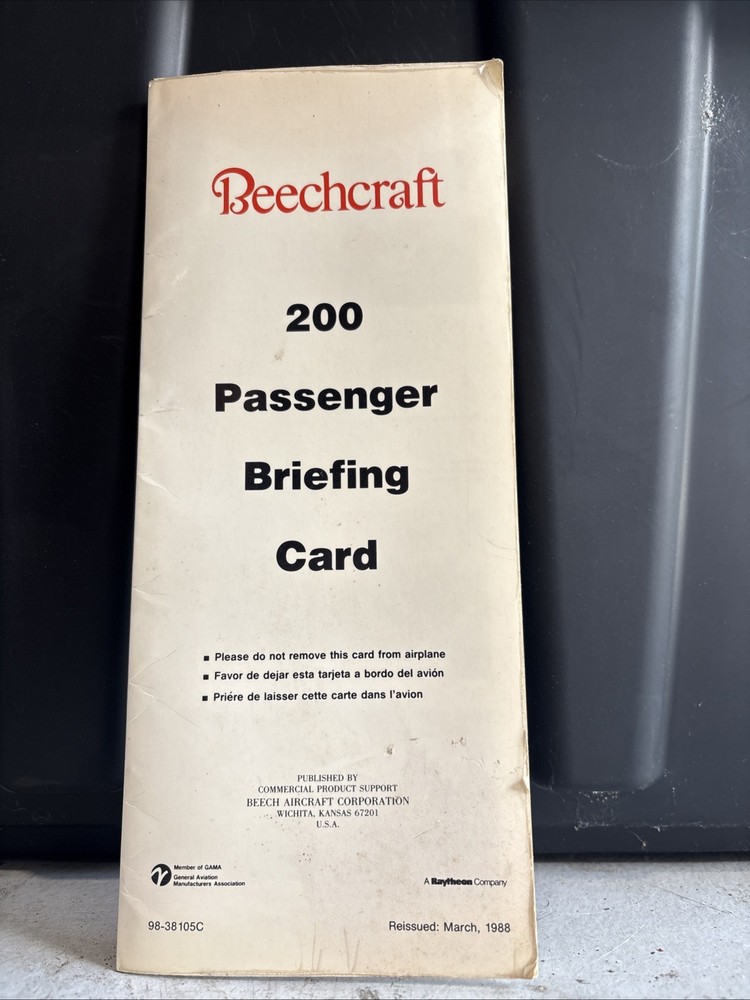 Beechcraft
200
Passenger
Briefing
Card
▪ Please do not remove this card from airplane
▪ Favor de dejar esta tarjeta a bordo del avión
▪ Priére de laisser cette carte dans l'avion
PUBLISHED BY
COMMERCIAL PRODUCT SUPPORT
BEECH AIRCRAFT CORPORATION
WICHITA, KANSAS 67201
U.S.A.
Member of GAMA
General Aviation
Manufacturers Association
A Raytheon Company
98-38105C
Reissued: March, 1988